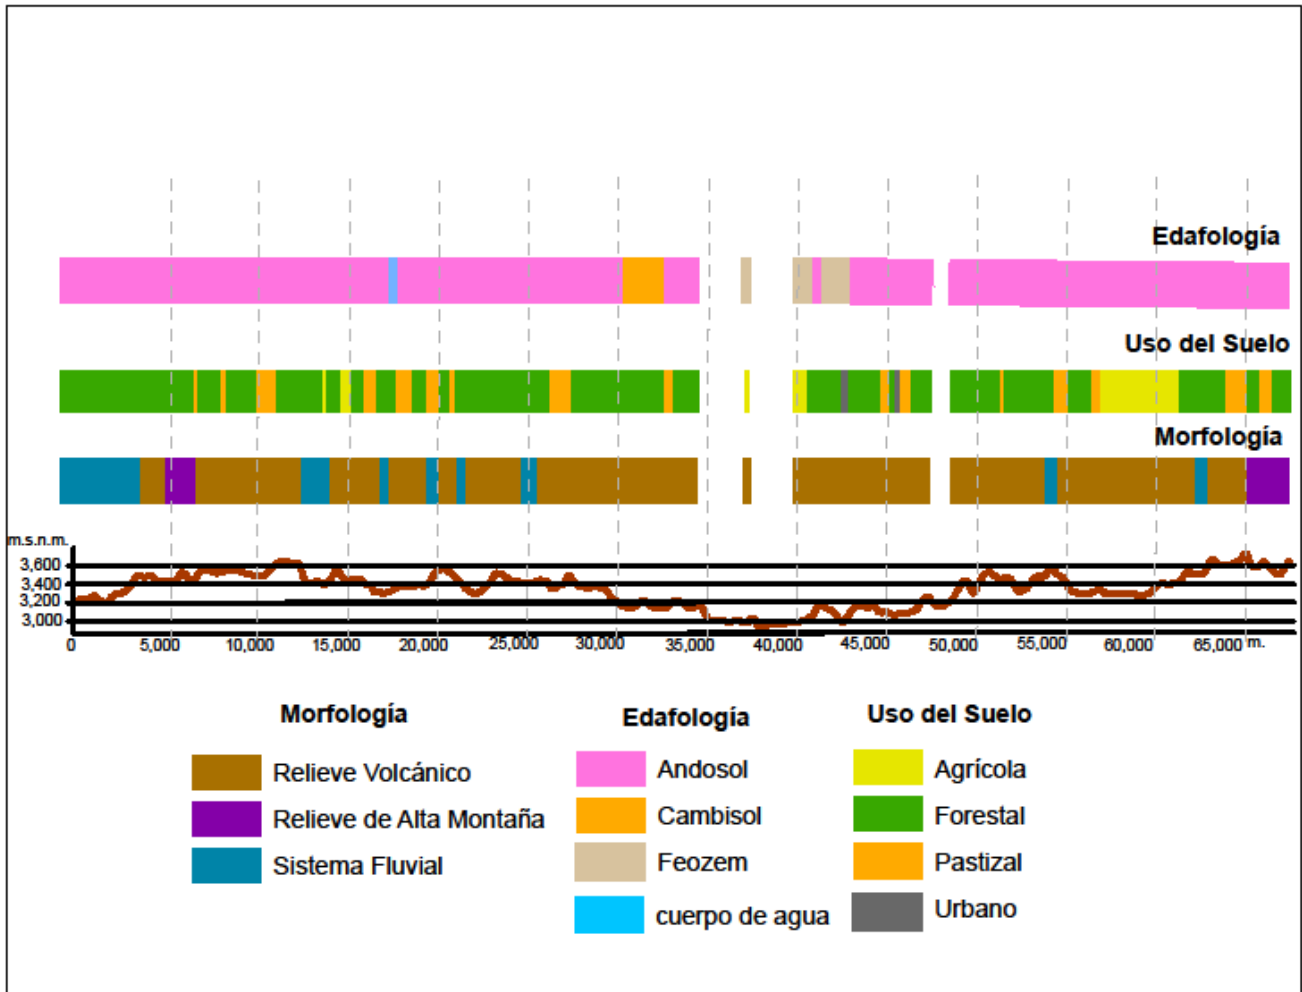 Edafología
Uso del Suelo
Morfología
m.s.n.m.
3,600
3,400
3,200
3,000
0 5,000 10,000 15,000 20,000 25,000 30,000 35,000 40,000 45,000 50,000 55,000 60,000 65,000 m.
Morfología
Relieve Volcánico
Relieve de Alta Montaña
Sistema Fluvial
Edafología
Andosol
Cambisol
Feozem
cuerpo de agua
Uso del Suelo
Agrícola
Forestal
Pastizal
Urbano